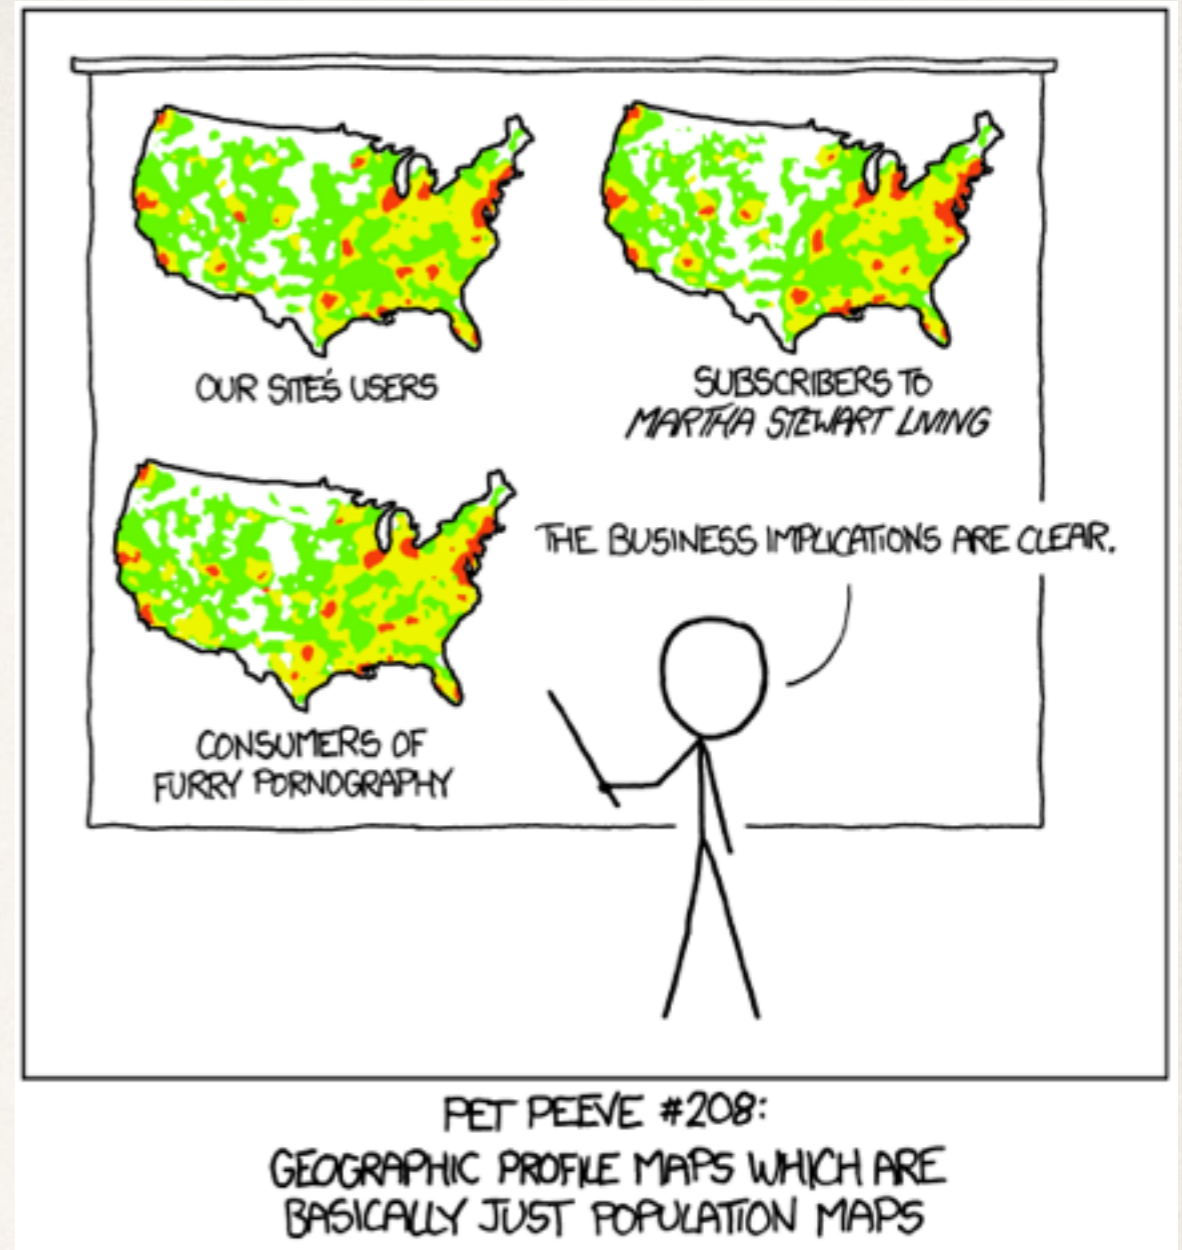 OUR SITE'S USERS
SUBSCRIBERS TO
MARTHA STEWART LIVING
CONSUMERS OF
FURRY PORNOGRAPHY
THE BUSINESS IMPLICATIONS ARE CLEAR.
PET PEEVE #208:
GEOGRAPHIC PROFILE MAPS WHICH ARE
BASICALLY JUST POPULATION MAPS